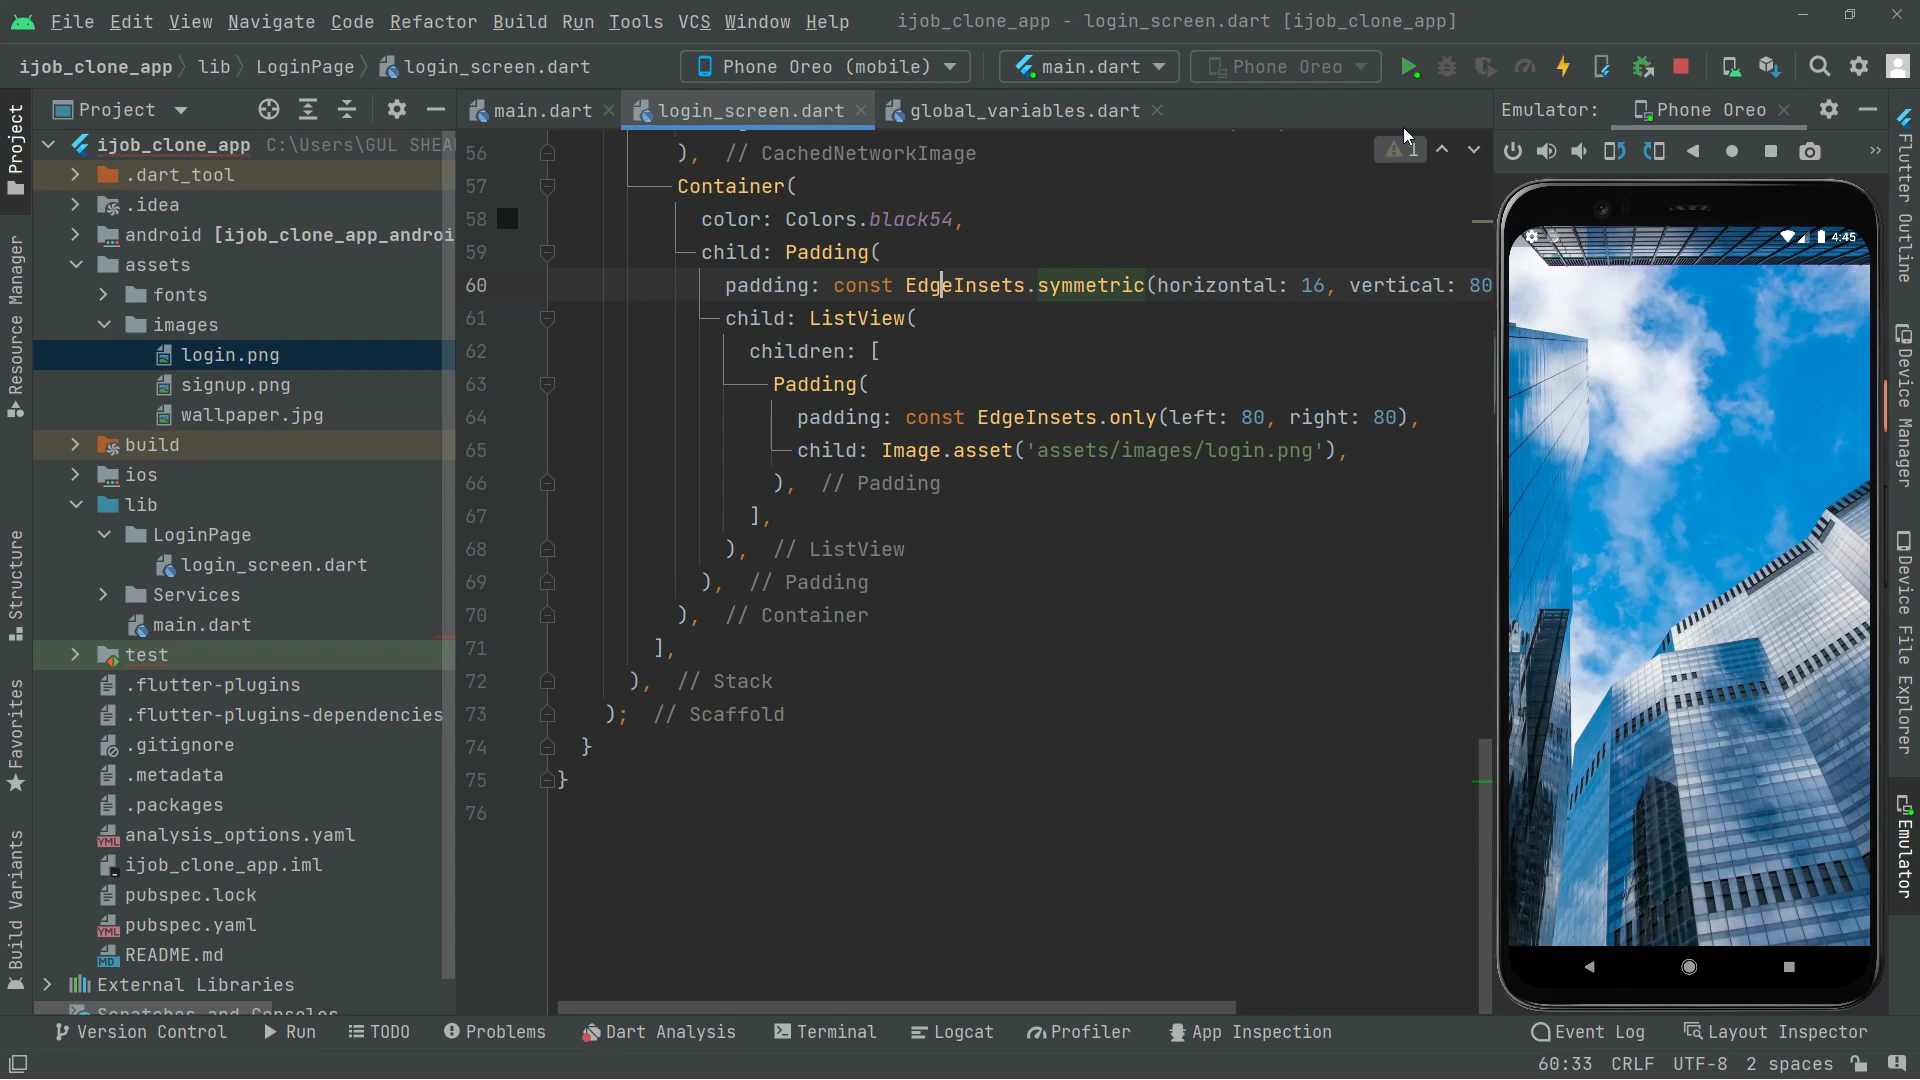 File Edit View Navigate Code Refactor Build Run Tools VCS Window Help ijob_clone_app - login_screen.dart [ijob_clone_app]
ijob_clone_app lib LoginPage login_screen.dart Phone Oreo (mobile) main.dart Phone Oreo
Project main.dart login_screen.dart global_variables.dart Emulator: Phone Oreo
ijob_clone_app C:\Users\GUL SHEA
.dart_tool
.idea
android [ijob_clone_app_androi
assets
fonts
images
login.png
signup.png
wallpaper.jpg
build
ios
lib
LoginPage
login_screen.dart
Services
main.dart
test
.flutter-plugins
.flutter-plugins-dependencies
.gitignore
.metadata
.packages
analysis_options.yaml
ijob_clone_app.iml
pubspec.lock
pubspec.yaml
README.md
External Libraries
56 ), // CachedNetworkImage
1
57 Container(
58 color: Colors.black54,
59 child: Padding(
60 padding: const EdgeInsets.symmetric(horizontal: 16, vertical: 80
61 child: ListView(
62 children: [
63 Padding(
64 padding: const EdgeInsets.only(left: 80, right: 80),
65 child: Image.asset('assets/images/login.png'),
66 ), // Padding
67 ],
68 ), // ListView
69 ), // Padding
70 ), // Container
71 ],
72 ), // Stack
73 ); // Scaffold
74 }
75 }
76
4:45
Project
Resource Manager
Structure
Favorites
Build Variants
Flutter Outline
Device Manager
Device File Explorer
Emulator
Version Control Run TODO Problems Dart Analysis Terminal Logcat Profiler App Inspection Event Log Layout Inspector
60:33 CRLF UTF-8 2 spaces